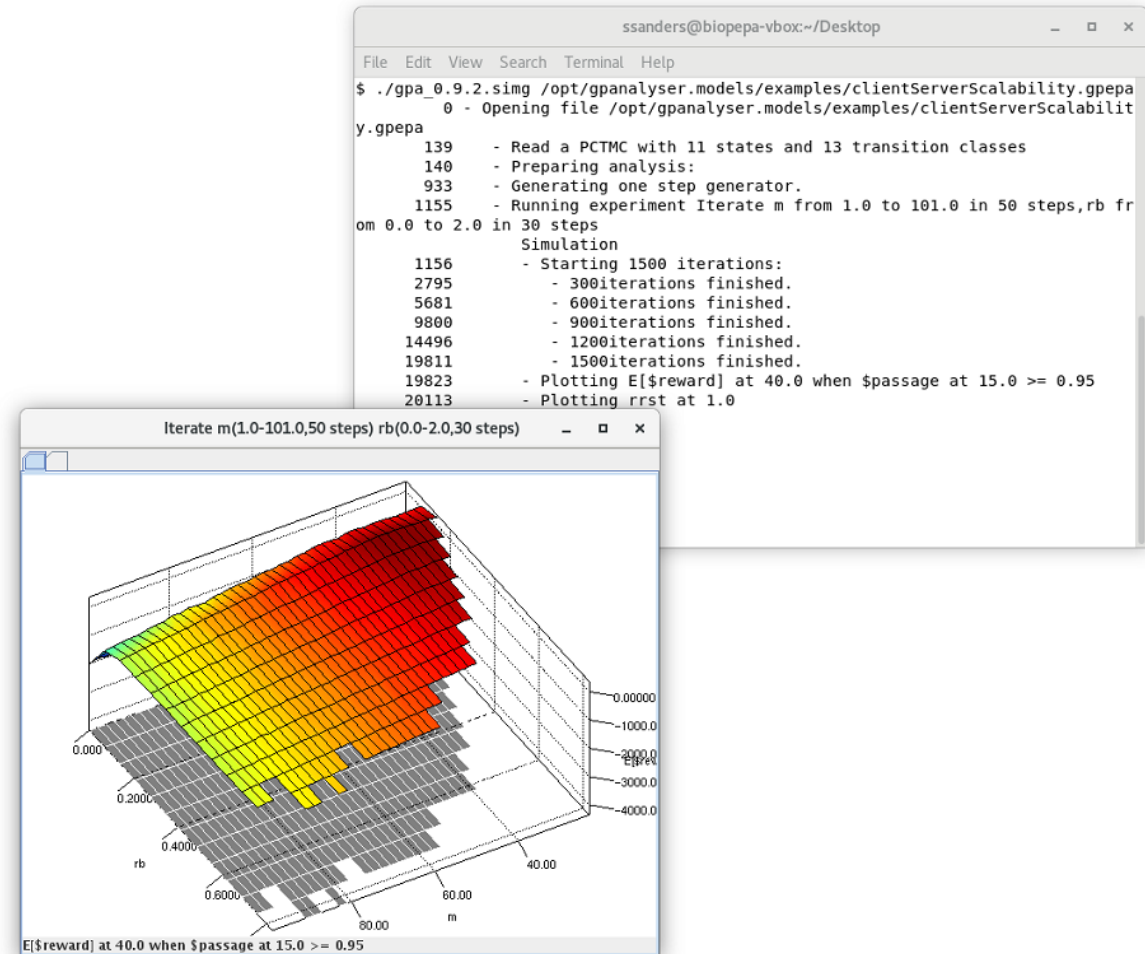 ssanders@biopepa-vbox:~/Desktop
File Edit View Search Terminal Help
$ ./gpa_0.9.2.simg /opt/gpanalyser.models/examples/clientServerScalability.gpepa
0 - Opening file /opt/gpanalyser.models/examples/clientServerScalabilit
y.gpepa
139 - Read a PCTMC with 11 states and 13 transition classes
140 - Preparing analysis:
933 - Generating one step generator.
1155 - Running experiment Iterate m from 1.0 to 101.0 in 50 steps,rb fr
om 0.0 to 2.0 in 30 steps
Simulation
1156 - Starting 1500 iterations:
2795 - 300iterations finished.
5681 - 600iterations finished.
9800 - 900iterations finished.
14496 - 1200iterations finished.
19811 - 1500iterations finished.
19823 - Plotting E[$reward] at 40.0 when $passage at 15.0 >= 0.95
20113 - Plotting rrst at 1.0
Iterate m(1.0-101.0,50 steps) rb(0.0-2.0,30 steps)
0.00000
-1000.0
-2000.0
-3000.0
-4000.0
0.000
0.2000
0.4000
0.6000
rb
40.00
60.00
80.00
m
E[$reward] at 40.0 when $passage at 15.0 >= 0.95